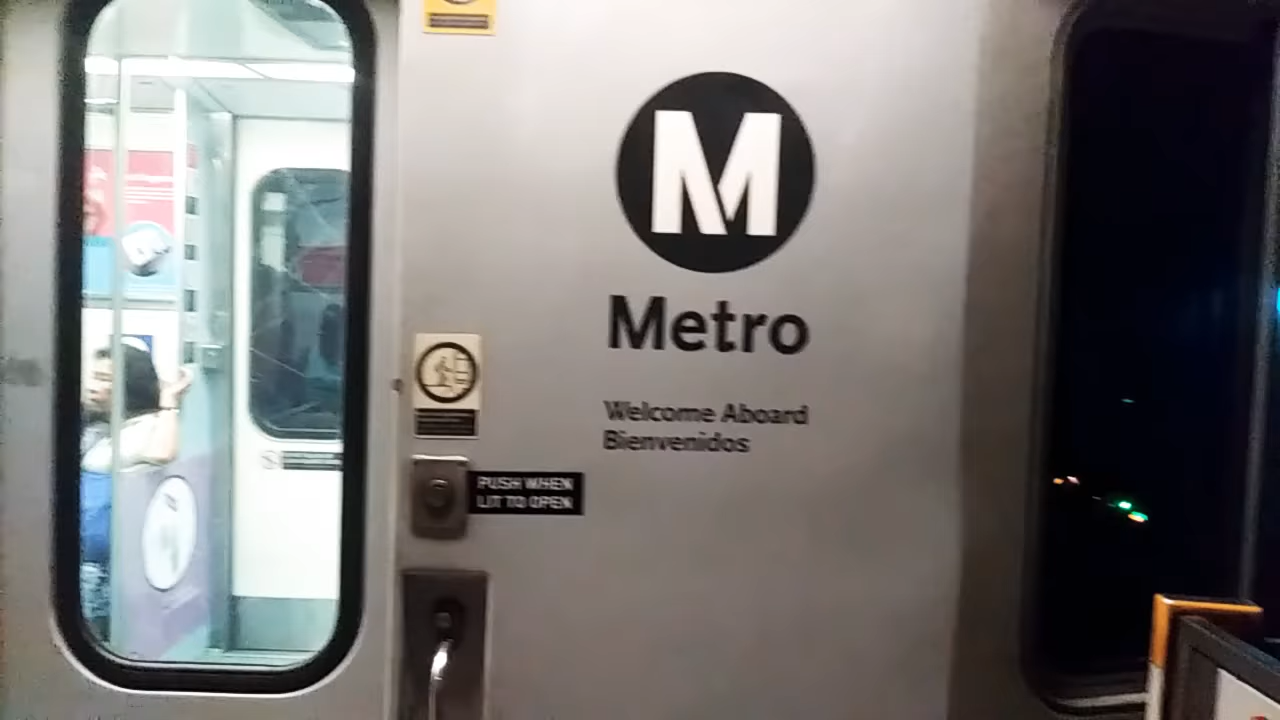 M
Metro
Welcome Aboard
Bienvenidos
PUSH WHEN
LIT TO OPEN